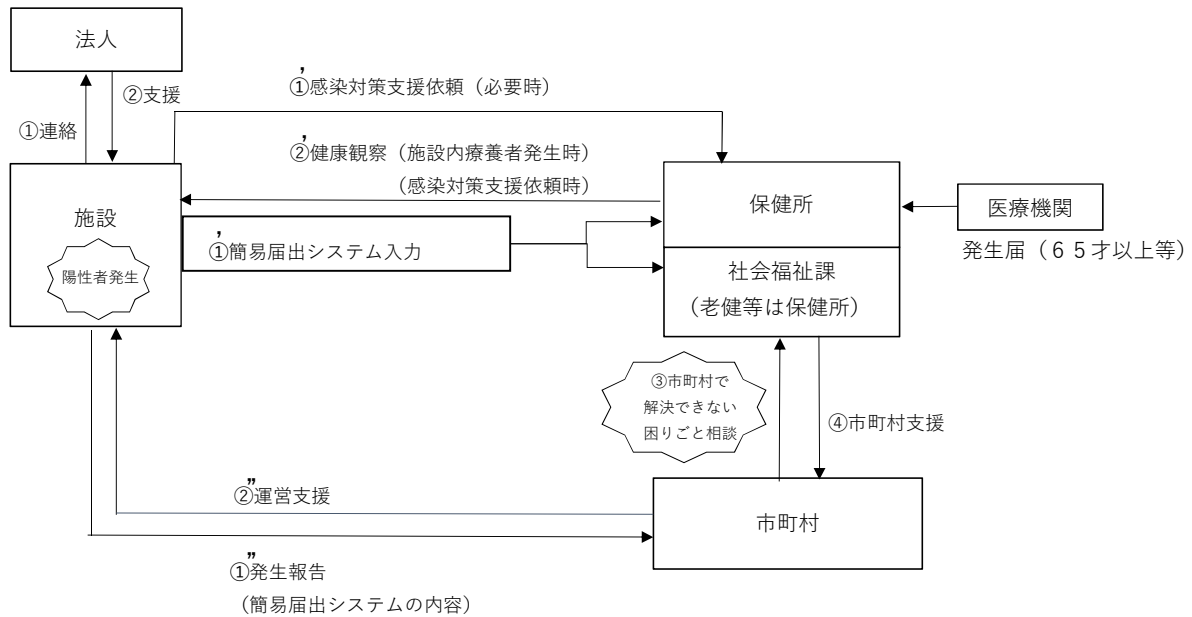 法人
②支援
①連絡
①’感染対策支援依頼（必要時）
②’健康観察（施設内療養者発生時）
（感染対策支援依頼時）
施設
陽性者発生
①’簡易届出システム入力
保健所
社会福祉課
（老健等は保健所）
医療機関
発生届（６５才以上等）
③市町村で
解決できない
困りごと相談
④市町村支援
②”運営支援
市町村
①”発生報告
（簡易届出システムの内容）